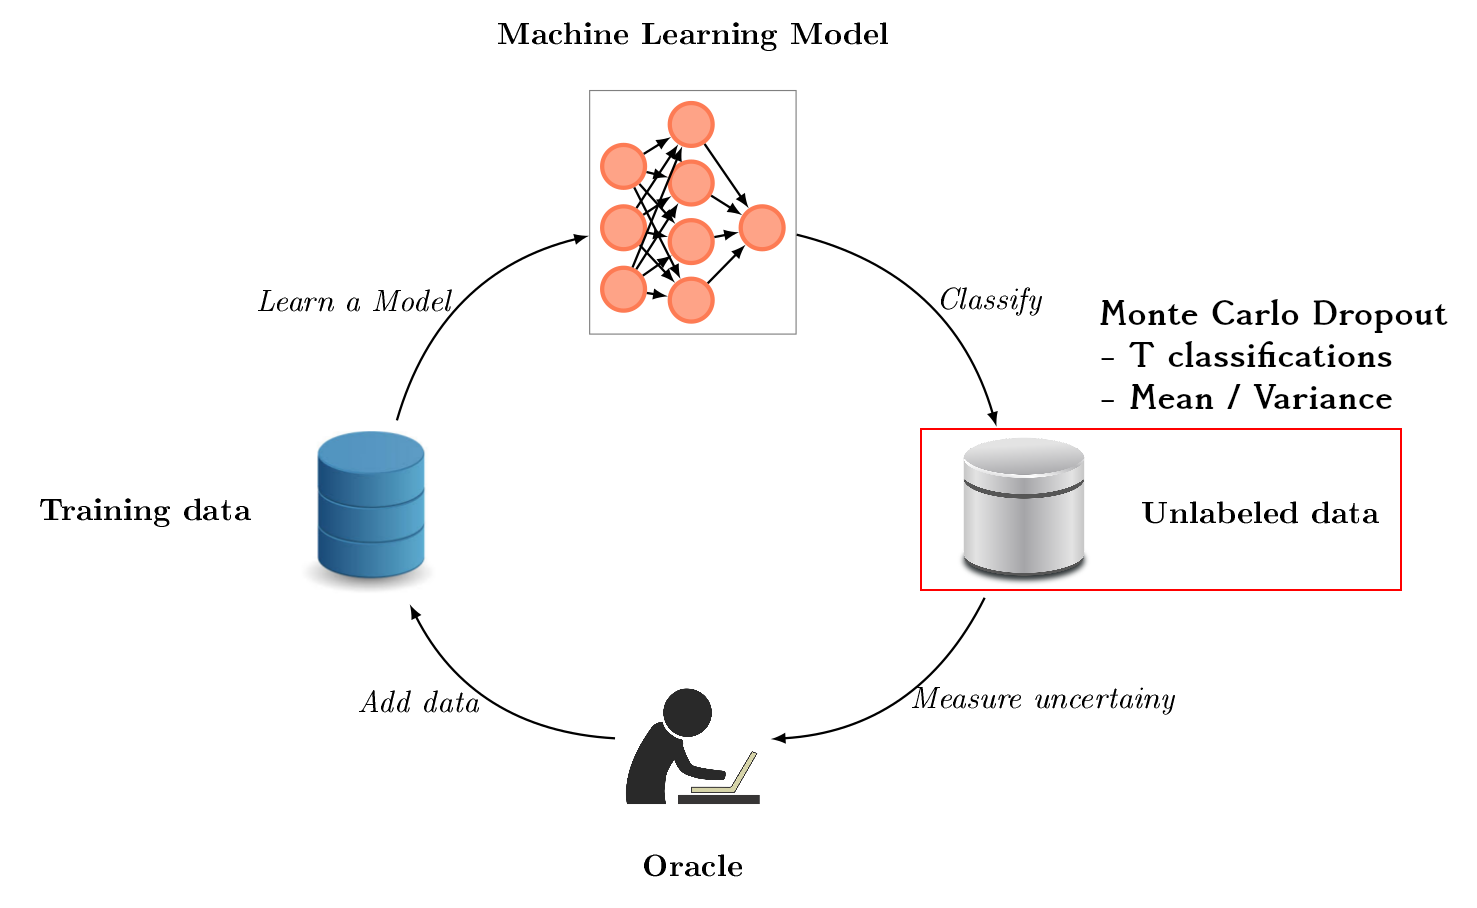 Machine Learning Model
Learn a Model
Classify
Monte Carlo Dropout
- T classifications
- Mean / Variance
Training data
Unlabeled data
Add data
Measure uncertainy
Oracle